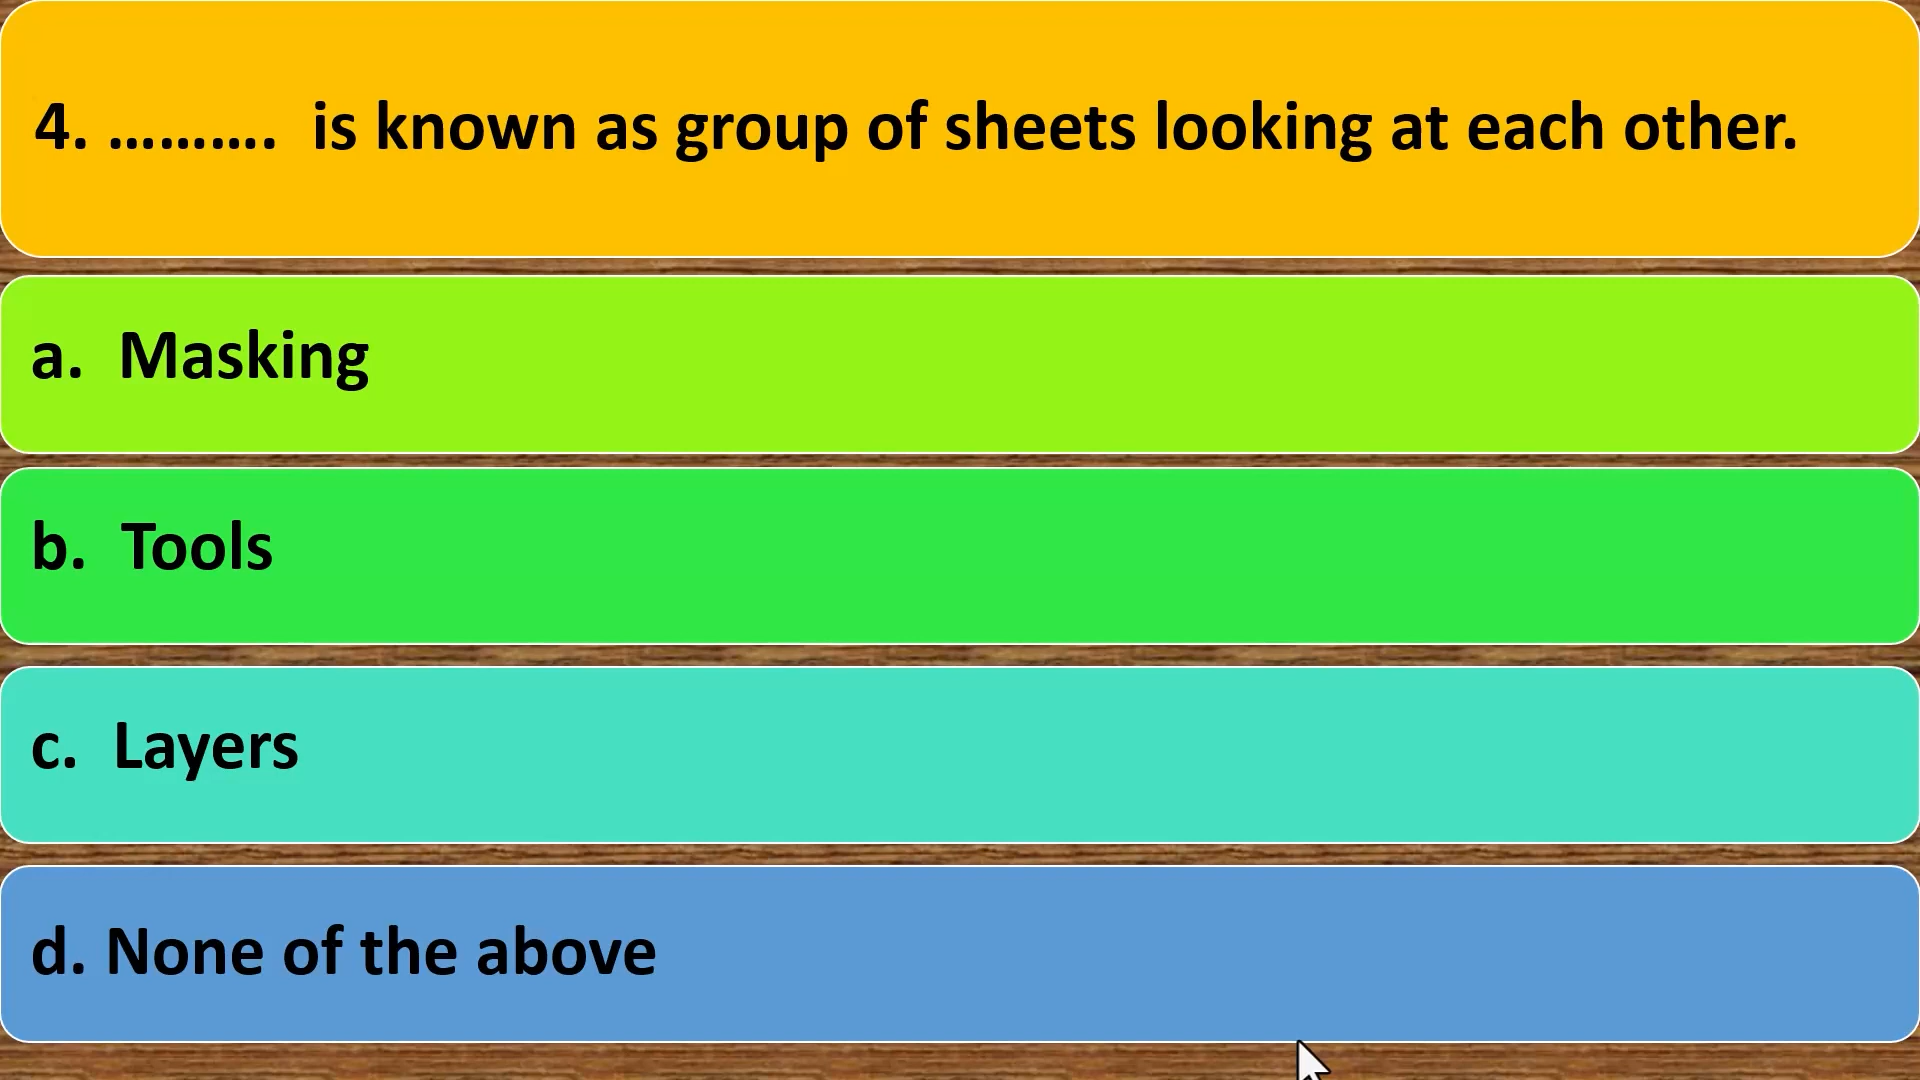 4. .......... is known as group of sheets looking at each other.
a. Masking
b. Tools
c. Layers
d. None of the above